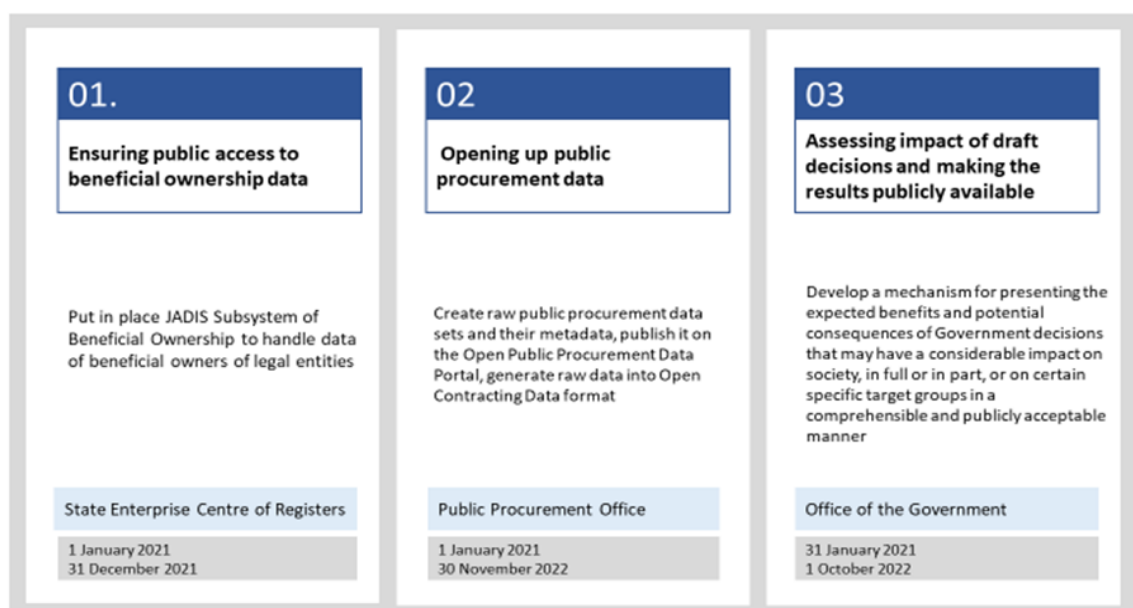 01.
Ensuring public access to
beneficial ownership data
Put in place JADIS Subsystem of
Beneficial Ownership to handle data
of beneficial owners of legal entities
State Enterprise Centre of Registers
1 January 2021
31 December 2021
02
Opening up public
procurement data
Create raw public procurement data
sets and their metadata, publish it on
the Open Public Procurement Data
Portal, generate raw data into Open
Contracting Data format
Public Procurement Office
1 January 2021
30 November 2022
03
Assessing impact of draft
decisions and making the
results publicly available
Develop a mechanism for presenting the
expected benefits and potential
consequences of Government decisions
that may have a considerable impact on
society, in full or in part, or on certain
specific target groups in a
comprehensible and publicly acceptable
manner
Office of the Government
31 January 2021
1 October 2022